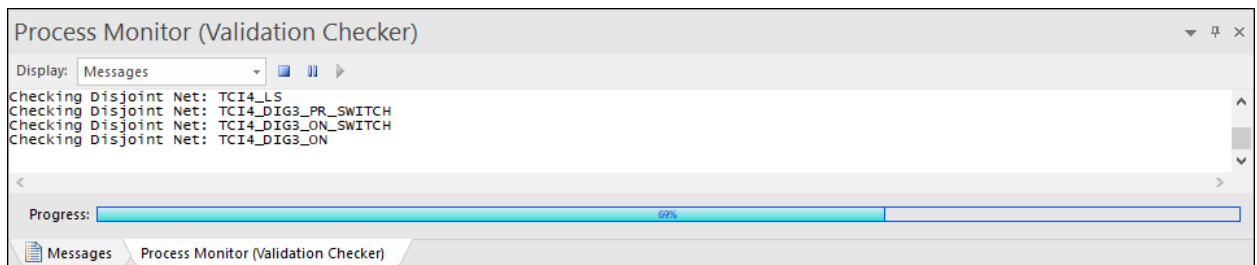 Process Monitor (Validation Checker)
Display: Messages
Checking Disjoint Net: TCI4_LS
Checking Disjoint Net: TCI4_DIG3_PR_SWITCH
Checking Disjoint Net: TCI4_DIG3_ON_SWITCH
Checking Disjoint Net: TCI4_DIG3_ON
Progress: 69%
Messages Process Monitor (Validation Checker)